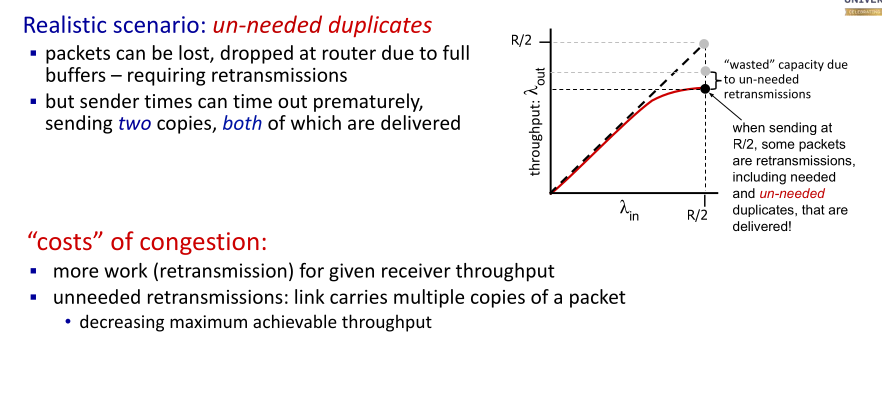 UNIVER
CELEBRATING
Realistic scenario: un-needed duplicates
▪ packets can be lost, dropped at router due to full
buffers – requiring retransmissions
▪ but sender times can time out prematurely,
sending two copies, both of which are delivered
R/2
throughput: λout
λin
R/2
“wasted” capacity due
to un-needed
retransmissions
when sending at
R/2, some packets
are retransmissions,
including needed
and un-needed
duplicates, that are
delivered!
“costs” of congestion:
▪ more work (retransmission) for given receiver throughput
▪ unneeded retransmissions: link carries multiple copies of a packet
• decreasing maximum achievable throughput